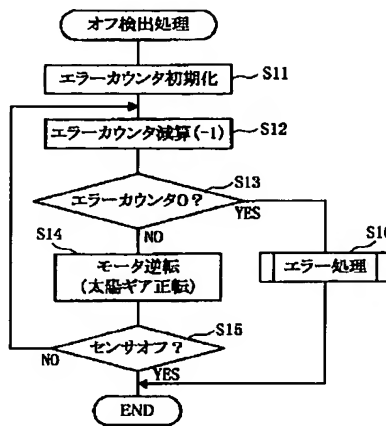 オフ検出処理
エラーカウンタ初期化
S11
エラーカウンタ減算(-1)
S12
エラーカウンタ0?
S13
YES
NO
S14
モータ逆転
(太陽ギア正転)
S16
エラー処理
センサオフ?
S15
NO
YES
END